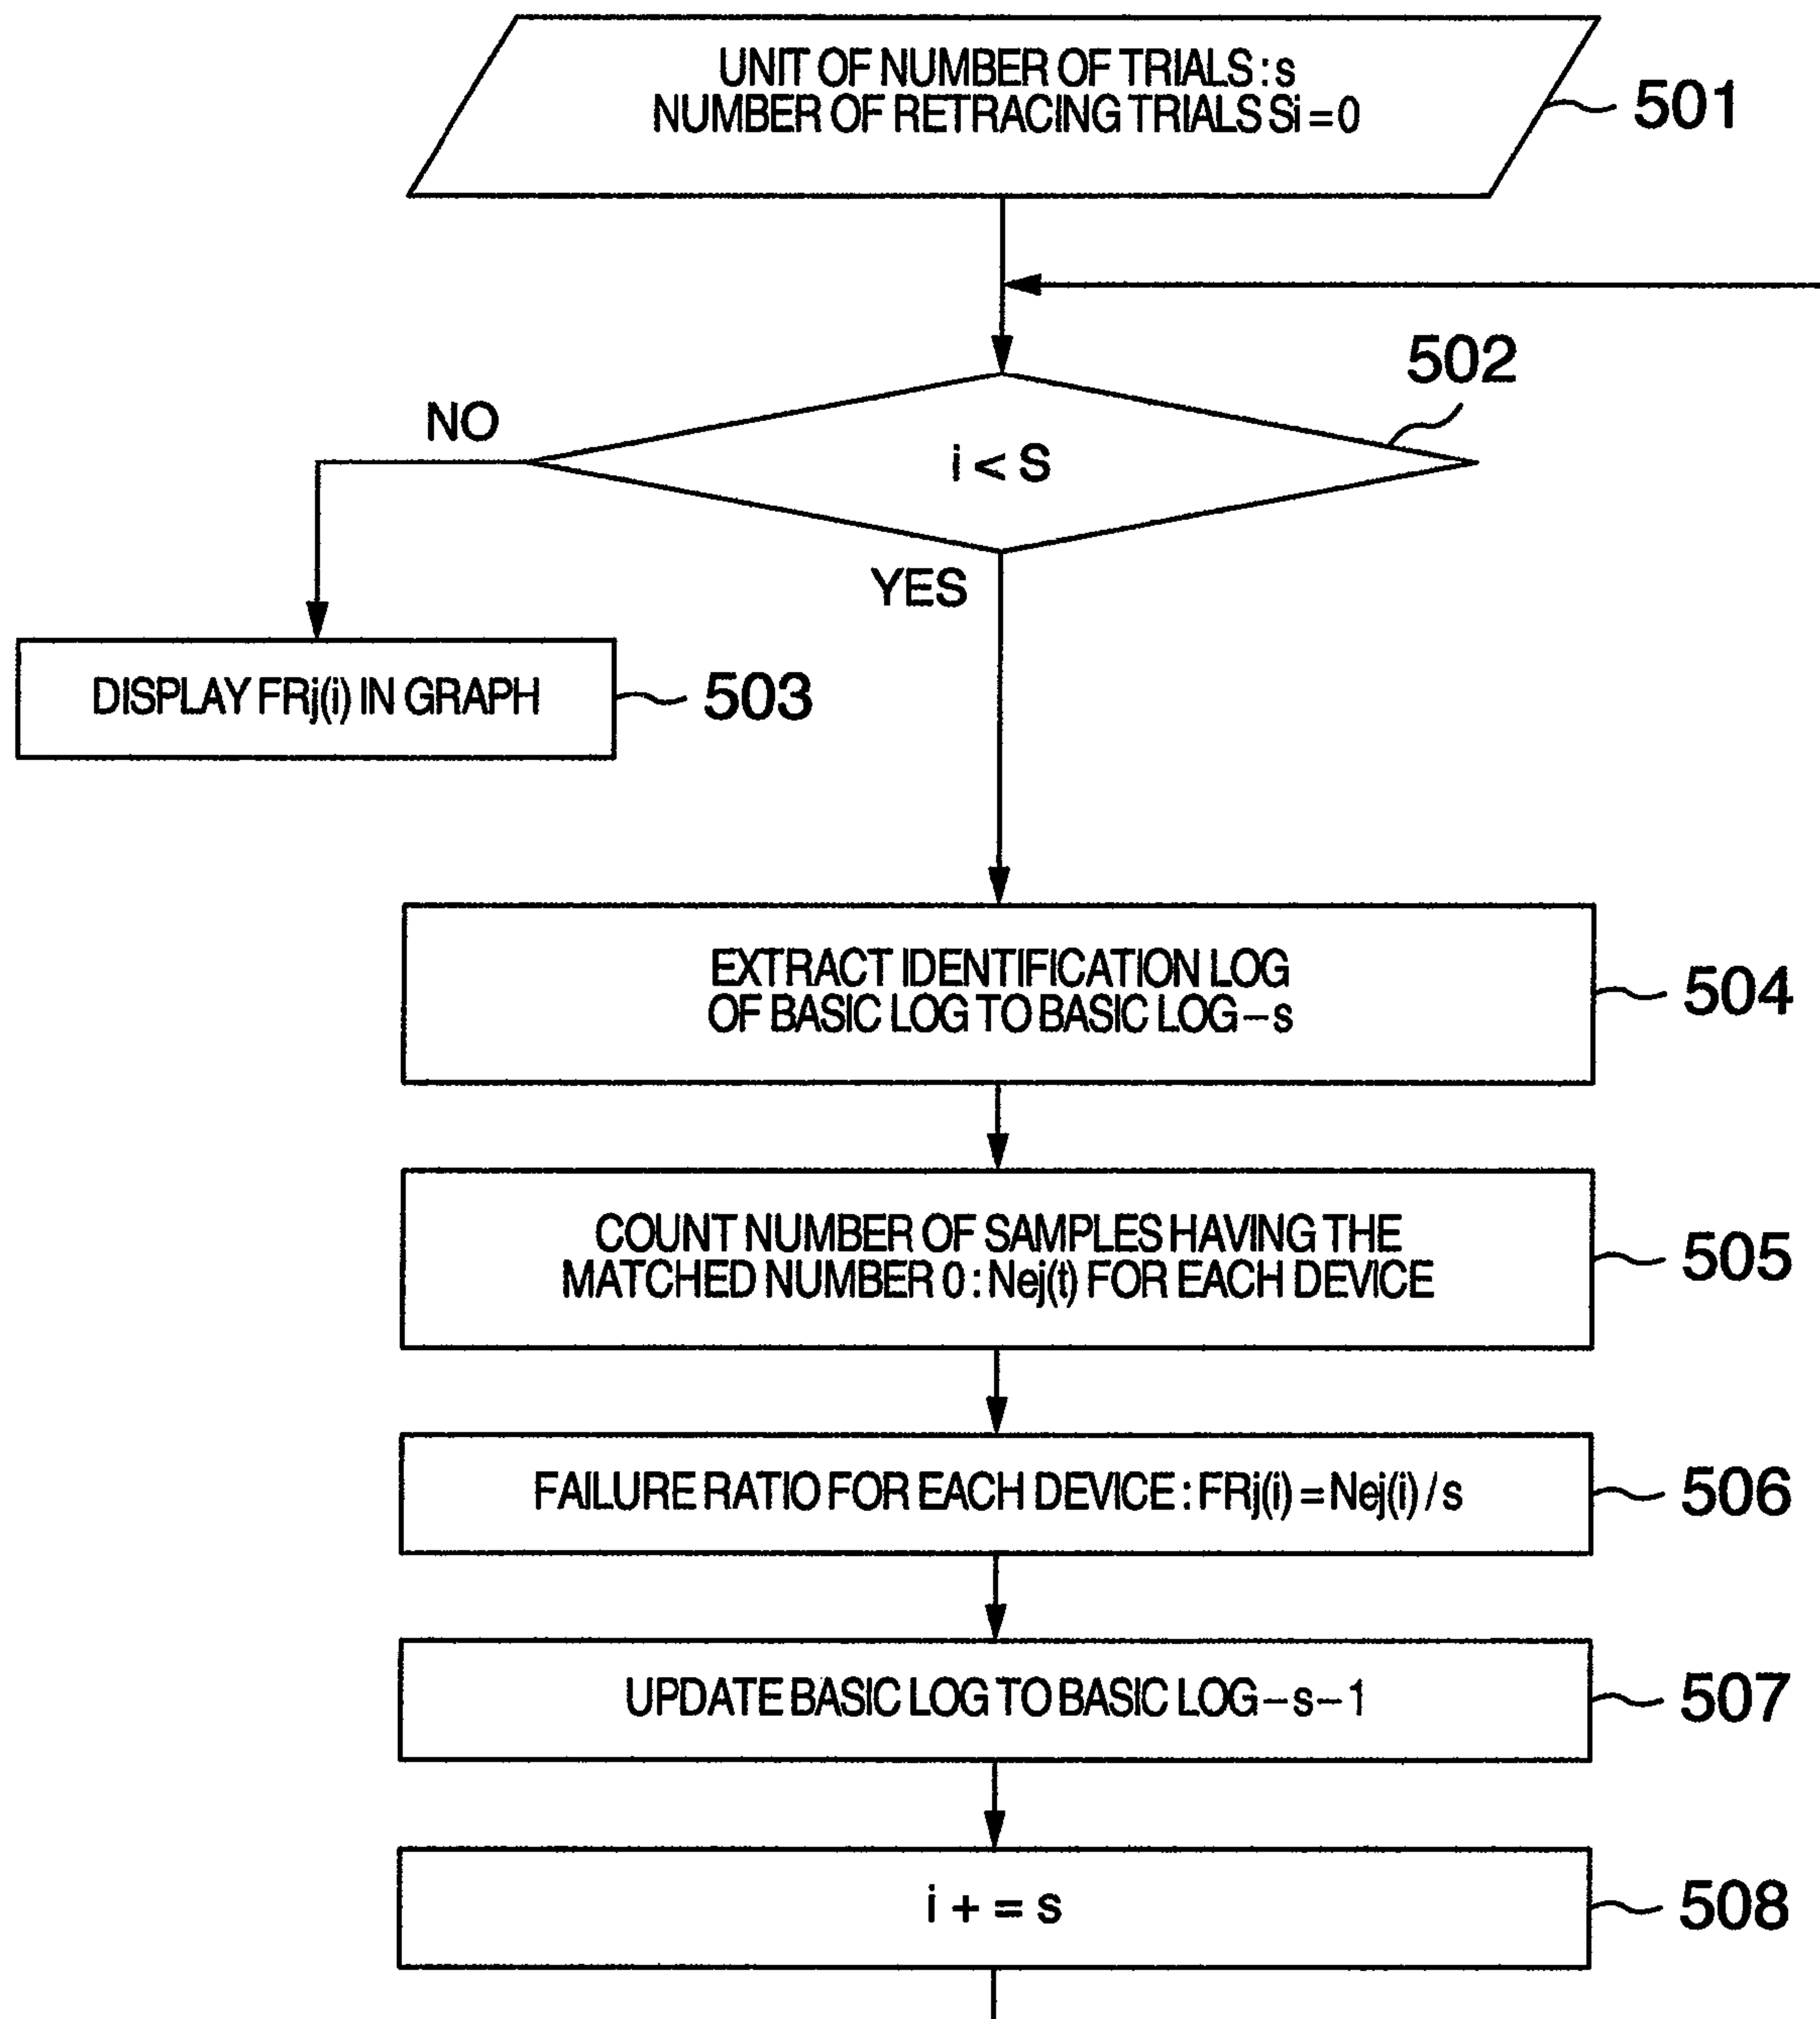 UNIT OF NUMBER OF TRIALS : s
NUMBER OF RETRACING TRIALS Si = 0
501
502
NO
i < S
YES
DISPLAY FRj(i) IN GRAPH
503
EXTRACT IDENTIFICATION LOG
OF BASIC LOG TO BASIC LOG – s
504
COUNT NUMBER OF SAMPLES HAVING THE
MATCHED NUMBER 0 : Nej(t) FOR EACH DEVICE
505
FAILURE RATIO FOR EACH DEVICE : FRj(i) = Nej(i) / s
506
UPDATE BASIC LOG TO BASIC LOG – s – 1
507
i + = s
508